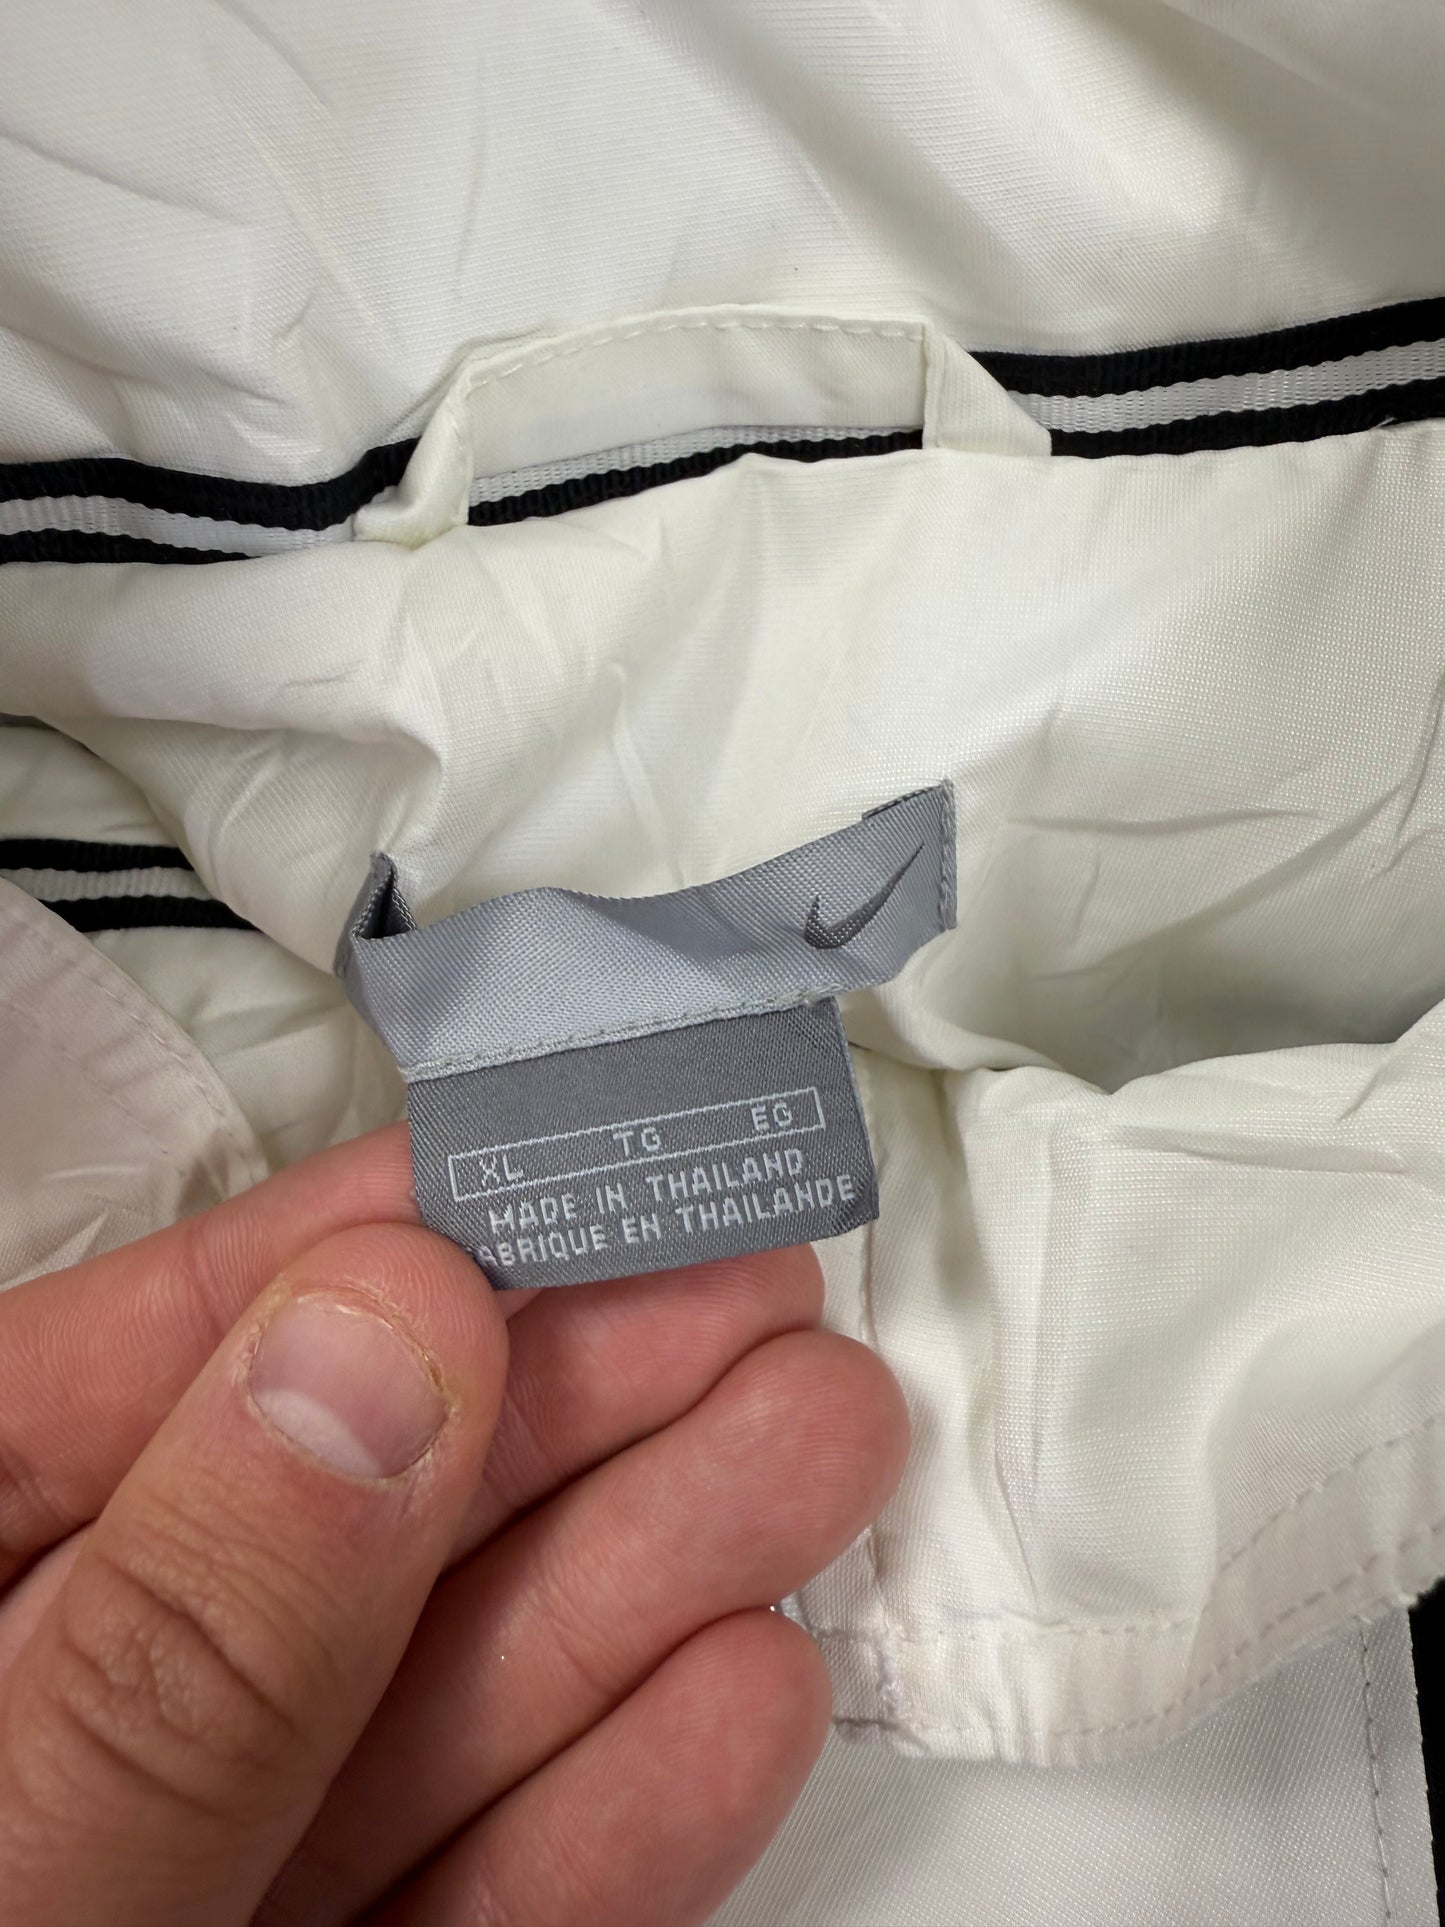 XL TG EG
MADE IN THAILAND
ABRIQUE EN THAILANDE